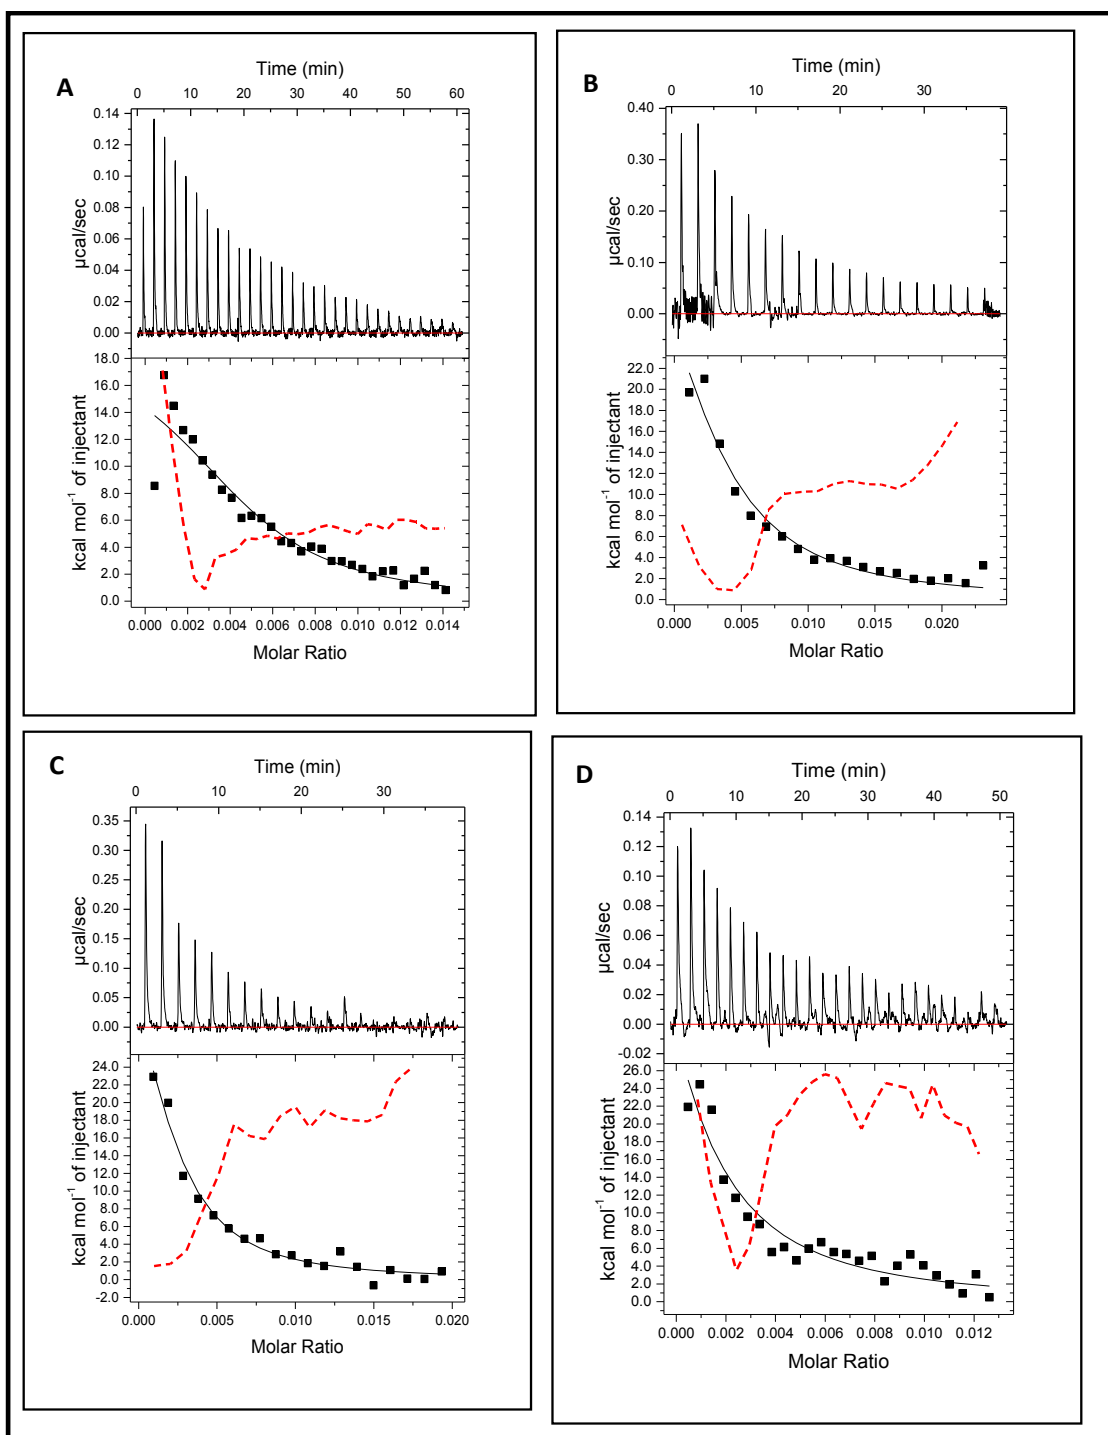 A
Time (min)
0 10 20 30 40 50 60
0.14
0.12
0.10
0.08
0.06
0.04
0.02
0.00
µcal/sec
18.0
16.0
14.0
12.0
10.0
8.0
6.0
4.0
2.0
0.0
kcal mol⁻¹ of injectant
0.000 0.002 0.004 0.006 0.008 0.010 0.012 0.014
Molar Ratio
B
Time (min)
0 10 20 30
0.40
0.30
0.20
0.10
0.00
µcal/sec
22.0
20.0
18.0
16.0
14.0
12.0
10.0
8.0
6.0
4.0
2.0
0.0
kcal mol⁻¹ of injectant
0.000 0.005 0.010 0.015 0.020
Molar Ratio
C
Time (min)
0 10 20 30
0.35
0.30
0.25
0.20
0.15
0.10
0.05
0.00
µcal/sec
24.0
22.0
20.0
18.0
16.0
14.0
12.0
10.0
8.0
6.0
4.0
2.0
0.0
-2.0
kcal mol⁻¹ of injectant
0.000 0.005 0.010 0.015 0.020
Molar Ratio
D
Time (min)
0 10 20 30 40 50
0.14
0.12
0.10
0.08
0.06
0.04
0.02
0.00
-0.02
µcal/sec
26.0
24.0
22.0
20.0
18.0
16.0
14.0
12.0
10.0
8.0
6.0
4.0
2.0
0.0
kcal mol⁻¹ of injectant
0.000 0.002 0.004 0.006 0.008 0.010 0.012
Molar Ratio